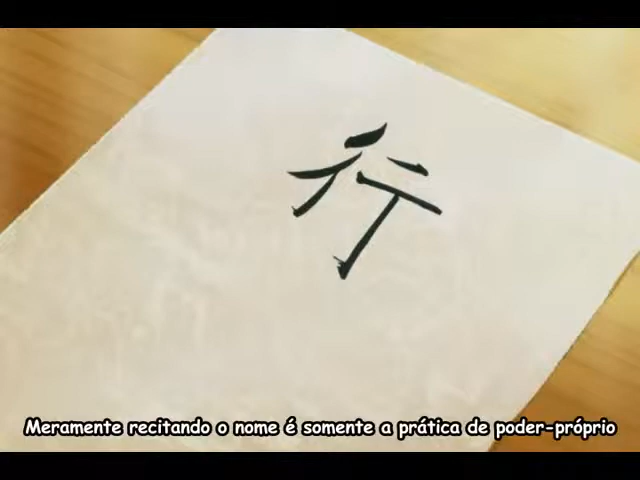 行
Meramente recitando o nome é somente a prática de poder-próprio